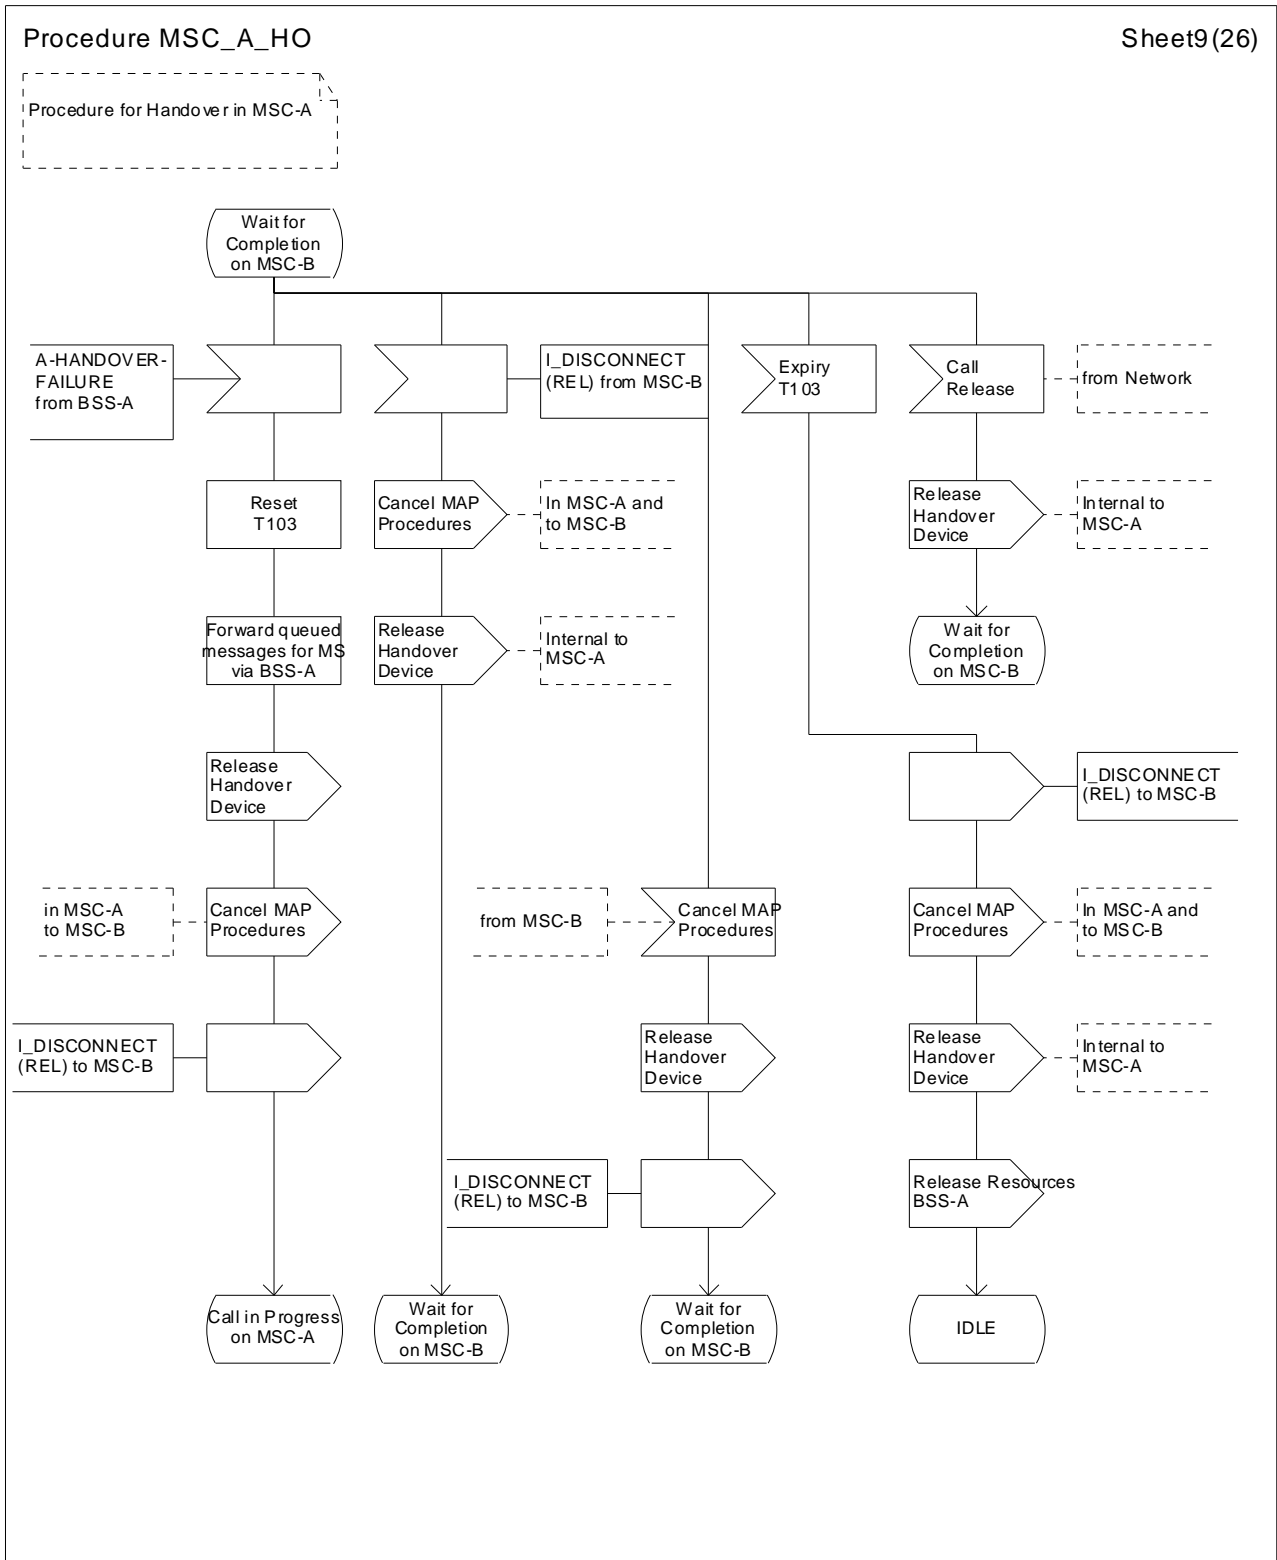 Procedure MSC_A_HO
Sheet9(26)
Procedure for Handover in MSC-A
Wait for
Completion
on MSC-B
A-HANDOVER-
FAILURE
from BSS-A
I_DISCONNECT
(REL) from MSC-B
Expiry
T103
Call
Release
from Network
Reset
T103
Cancel MAP
Procedures
In MSC-A and
to MSC-B
Release
Handover
Device
Internal to
MSC-A
Forward queued
messages for MS
via BSS-A
Release
Handover
Device
Internal to
MSC-A
Wait for
Completion
on MSC-B
Release
Handover
Device
I_DISCONNECT
(REL) to MSC-B
in MSC-A
to MSC-B
Cancel MAP
Procedures
from MSC-B
Cancel MAP
Procedures
Cancel MAP
Procedures
In MSC-A and
to MSC-B
I_DISCONNECT
(REL) to MSC-B
Release
Handover
Device
Release
Handover
Device
Internal to
MSC-A
I_DISCONNECT
(REL) to MSC-B
Release Resources
BSS-A
Call in Progress
on MSC-A
Wait for
Completion
on MSC-B
Wait for
Completion
on MSC-B
IDLE